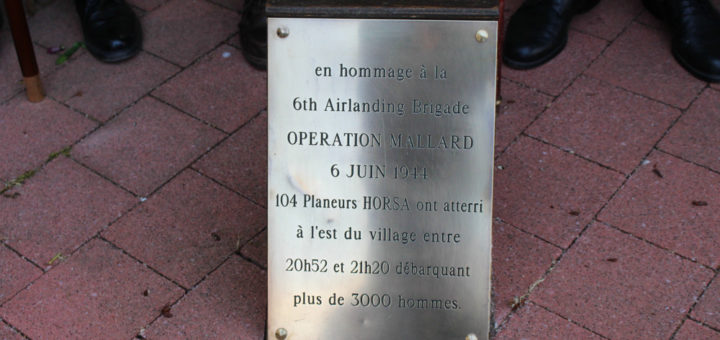 en hommage à la
6th Airlanding Brigade
OPERATION MALLARD
6 JUIN 1944
104 Planeurs HORSA ont atterri
à l'est du village entre
20h52 et 21h20 débarquant
plus de 3000 hommes.